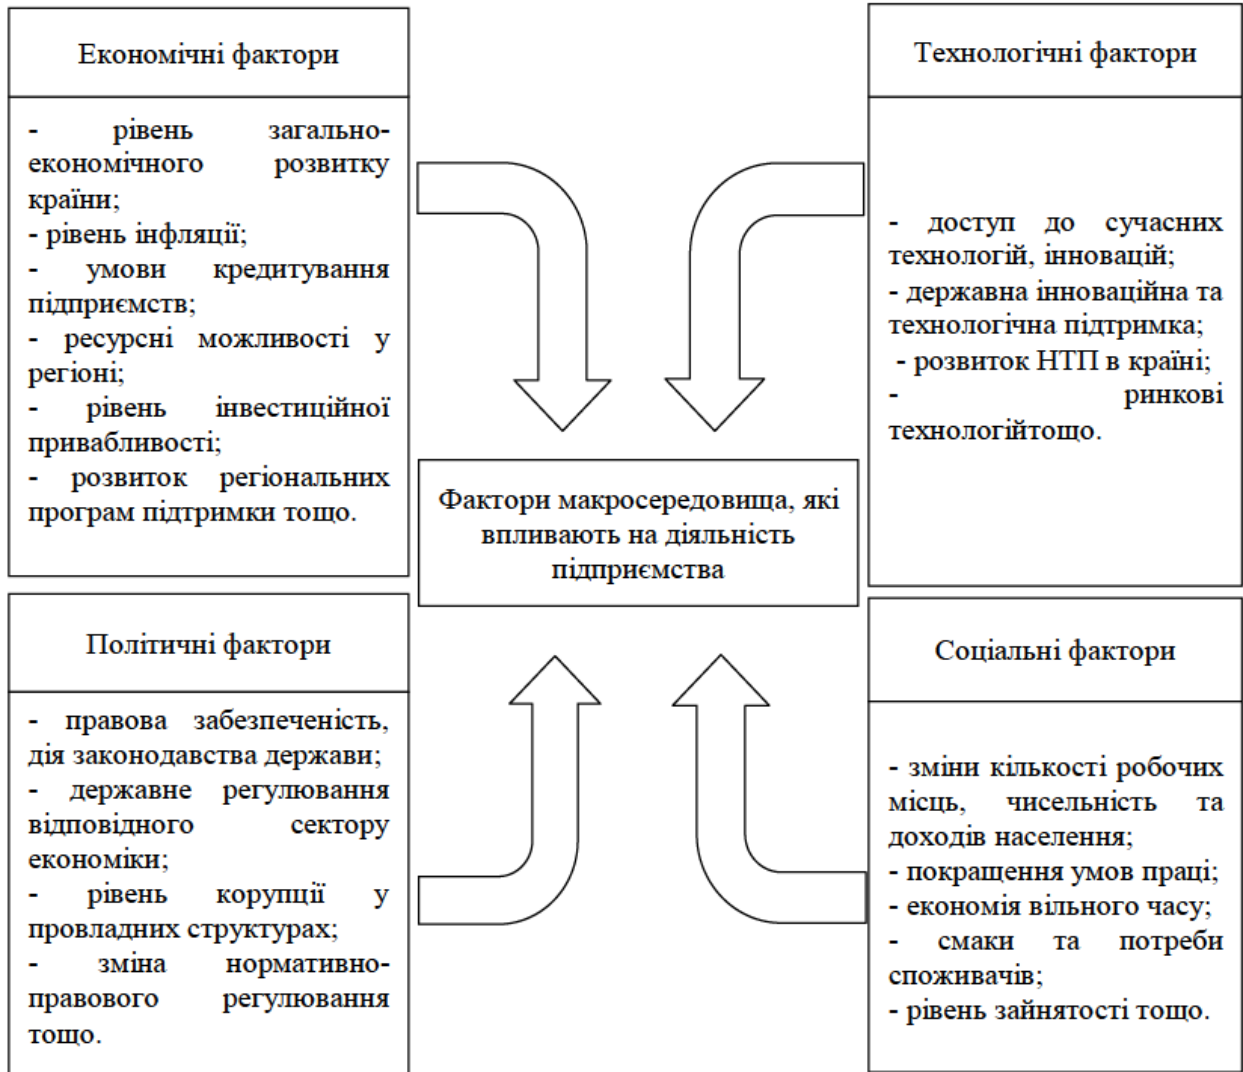 Економічні фактори
- рівень загально-
економічного розвитку
країни;
- рівень інфляції;
- умови кредитування
підприємств;
- ресурсні можливості у
регіоні;
- рівень інвестиційної
привабливості;
- розвиток регіональних
програм підтримки тощо.
Технологічні фактори
- доступ до сучасних
технологій, інновацій;
- державна інноваційна та
технологічна підтримка;
- розвиток НТП в країні;
- ринкові
технологійтощо.
Фактори макросередовища, які
впливають на діяльність
підприємства
Політичні фактори
- правова забезпеченість,
дія законодавства держави;
- державне регулювання
відповідного сектору
економіки;
- рівень корупції у
провладних структурах;
- зміна нормативно-
правового регулювання
тощо.
Соціальні фактори
- зміни кількості робочих
місць, чисельність та
доходів населення;
- покращення умов праці;
- економія вільного часу;
- смаки та потреби
споживачів;
- рівень зайнятості тощо.